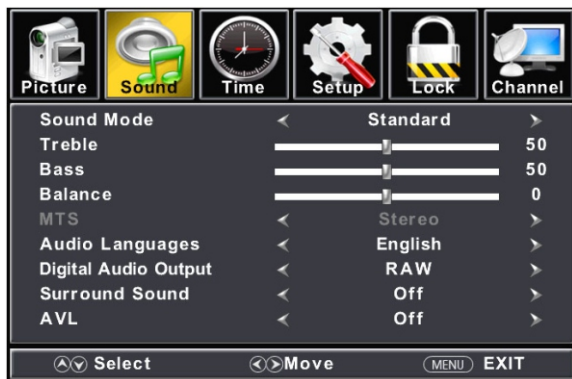 Picture Sound Time Setup Lock Channel
Sound Mode Standard
Treble 50
Bass 50
Balance 0
MTS Stereo
Audio Languages English
Digital Audio Output RAW
Surround Sound Off
AVL Off
Select Move MENU EXIT